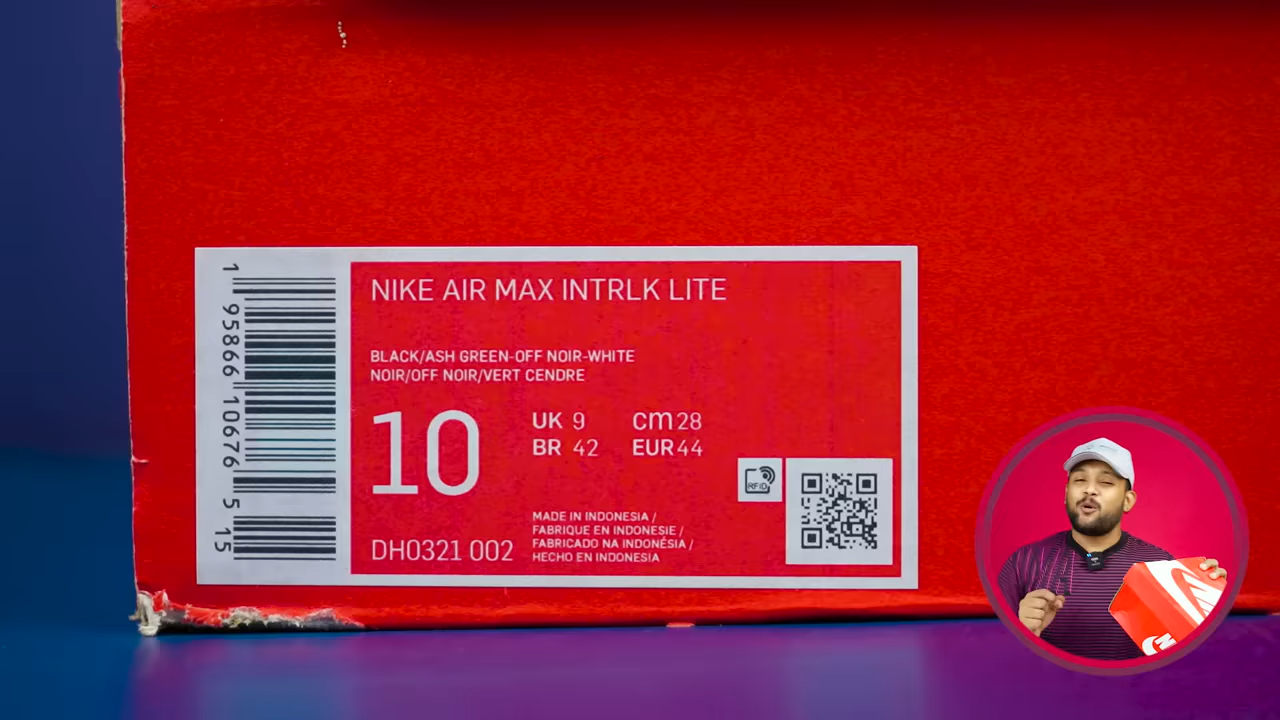 NIKE AIR MAX INTRLK LITE
BLACK/ASH GREEN-OFF NOIR-WHITE
NOIR/OFF NOIR/VERT CENDRE
10
UK 9 cm 28
BR 42 EUR 44
MADE IN INDONESIA /
FABRIQUE EN INDONESIE /
FABRICADO NA INDONÉSIA /
HECHO EN INDONESIA
DH0321 002
RFID
1 95866 10676 5 15